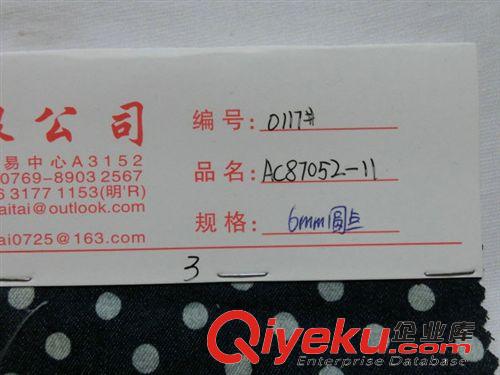 公司
编号: 0117#
易中心A3152
0769-8903 2567
品名: AC87052-11
6 3177 1153(明'R)
aitai@outlook.com
规格: 6mm圆点
ai0725@163.com
3
Qiyeku.com 企业库
Enterprise Database